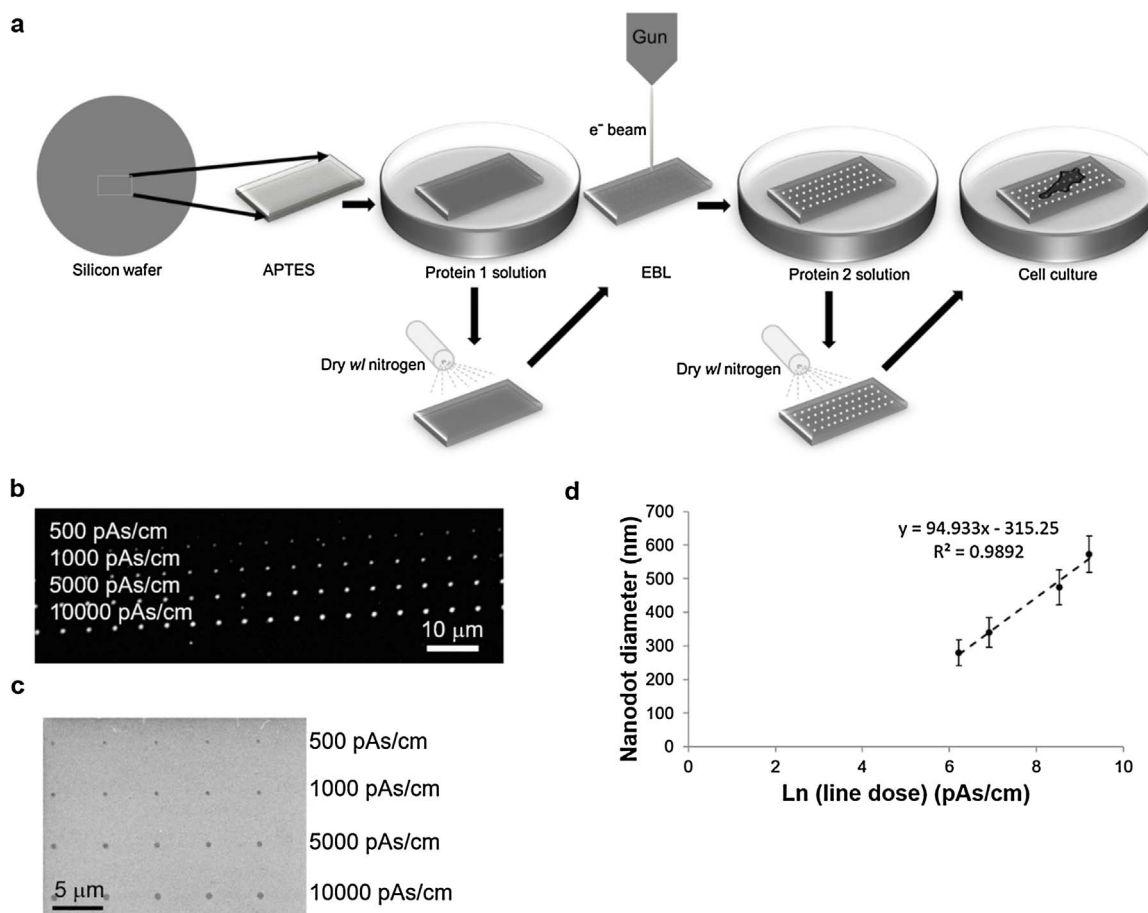 a
Gun
e⁻ beam
Silicon wafer
APTES
Protein 1 solution
EBL
Protein 2 solution
Cell culture
Dry w/ nitrogen
Dry w/ nitrogen
b
500 pAs/cm
1000 pAs/cm
5000 pAs/cm
10000 pAs/cm
10 μm
c
500 pAs/cm
1000 pAs/cm
5000 pAs/cm
10000 pAs/cm
5 μm
d
Nanodot diameter (nm)
700
600
500
400
300
200
100
0
y = 94.933x - 315.25
R² = 0.9892
0 2 4 6 8 10
Ln (line dose) (pAs/cm)